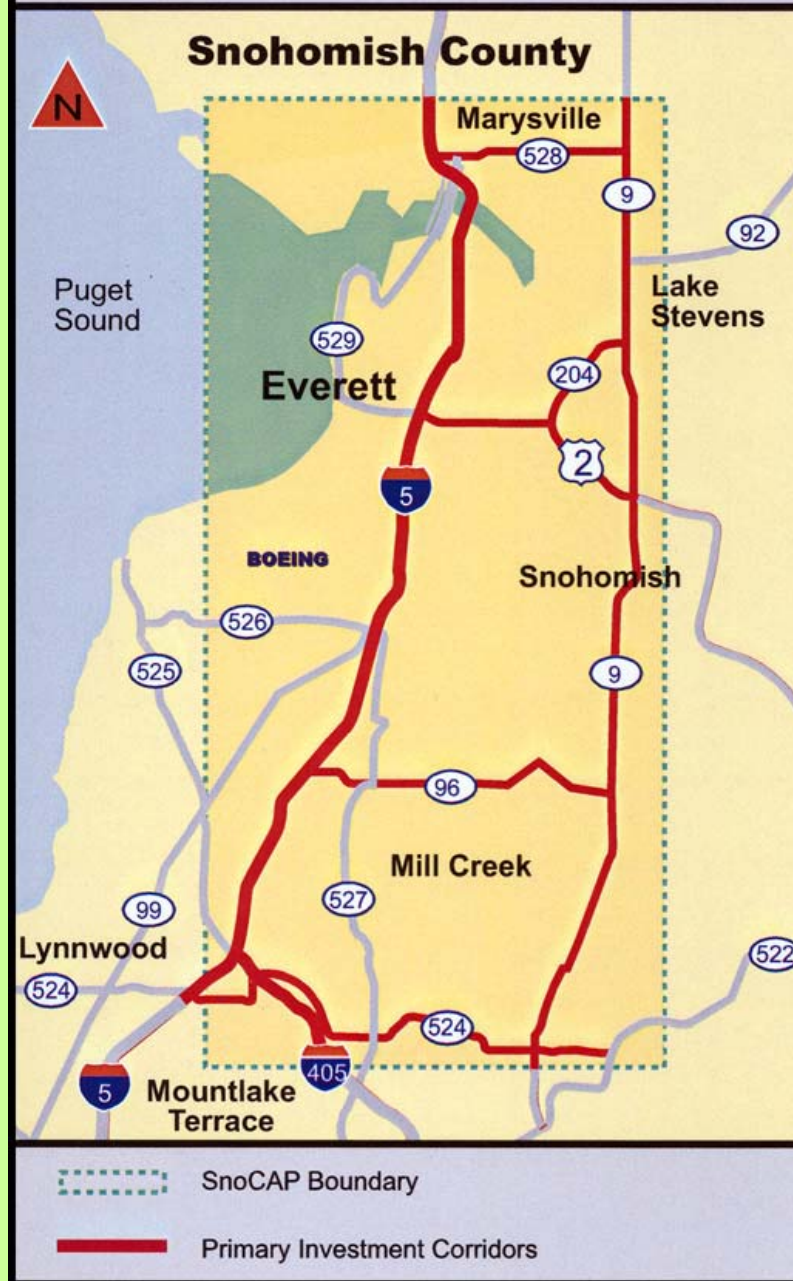 Snohomish County
N
Marysville
528
9
92
Puget
Sound
Lake
Stevens
529
204
Everett
2
5
BOEING
Snohomish
526
525
9
96
Mill Creek
527
99
Lynnwood
522
524
524
405
5
Mountlake
Terrace
SnoCAP Boundary
Primary Investment Corridors